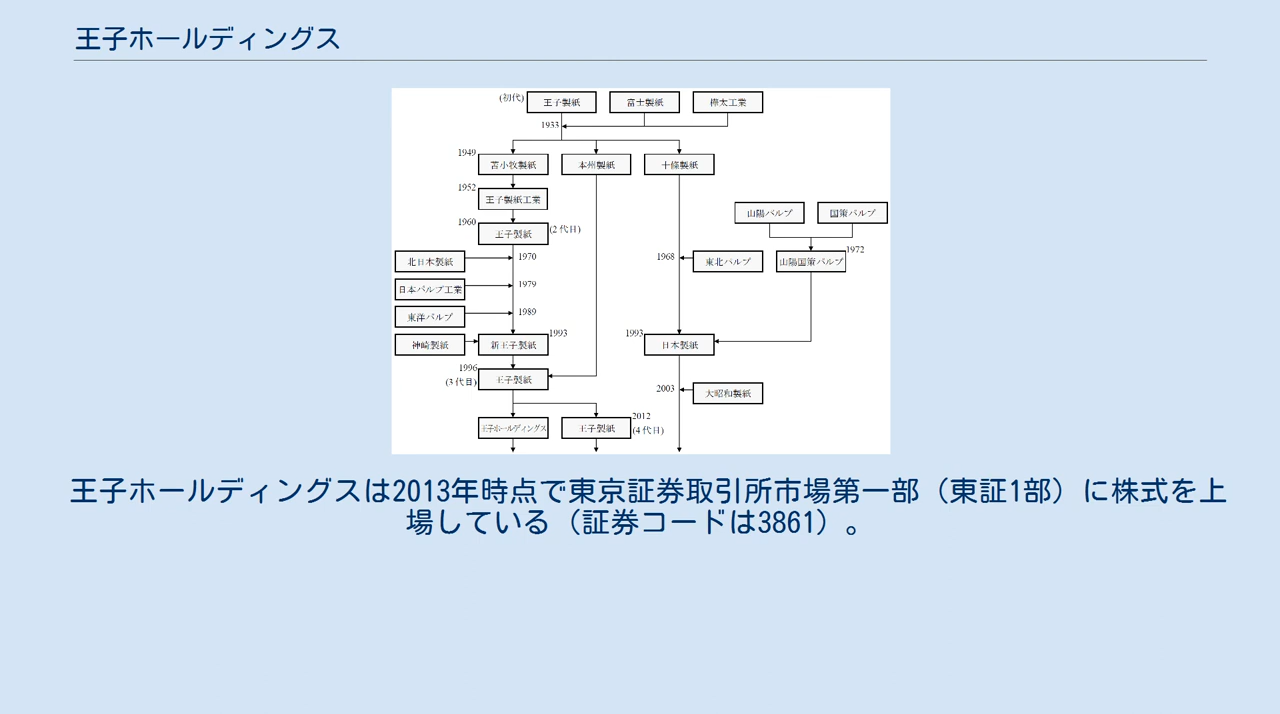 王子ホールディングス
(初代)
王子製紙
富士製紙
樺太工業
1933
1949
苫小牧製紙
本州製紙
十條製紙
1952
王子製紙工業
1960
王子製紙
(2代目)
山陽パルプ
国策パルプ
1972
北日本製紙
1970
1968
東北パルプ
山陽国策パルプ
日本パルプ工業
1979
東洋パルプ
1989
神崎製紙
新王子製紙
1993
1993
日本製紙
1996
(3代目)
王子製紙
2003
大昭和製紙
王子ホールディングス
王子製紙
2012
(4代目)
王子ホールディングスは2013年時点で東京証券取引所市場第一部（東証1部）に株式を上
場している（証券コードは3861）。